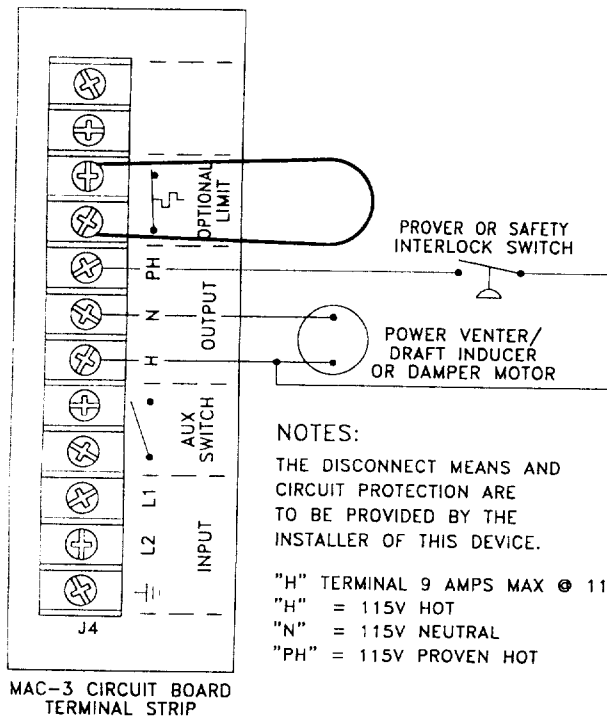 OPTIONAL
LIMIT
PH
N
H
OUTPUT
AUX
SWITCH
L1
L2
INPUT
J4
MAC-3 CIRCUIT BOARD
TERMINAL STRIP
PROVER OR SAFETY
INTERLOCK SWITCH
POWER VENTER/
DRAFT INDUCER
OR DAMPER MOTOR
NOTES:
THE DISCONNECT MEANS AND
CIRCUIT PROTECTION ARE
TO BE PROVIDED BY THE
INSTALLER OF THIS DEVICE.
"H" TERMINAL 9 AMPS MAX @ 11
"H" = 115V HOT
"N" = 115V NEUTRAL
"PH" = 115V PROVEN HOT